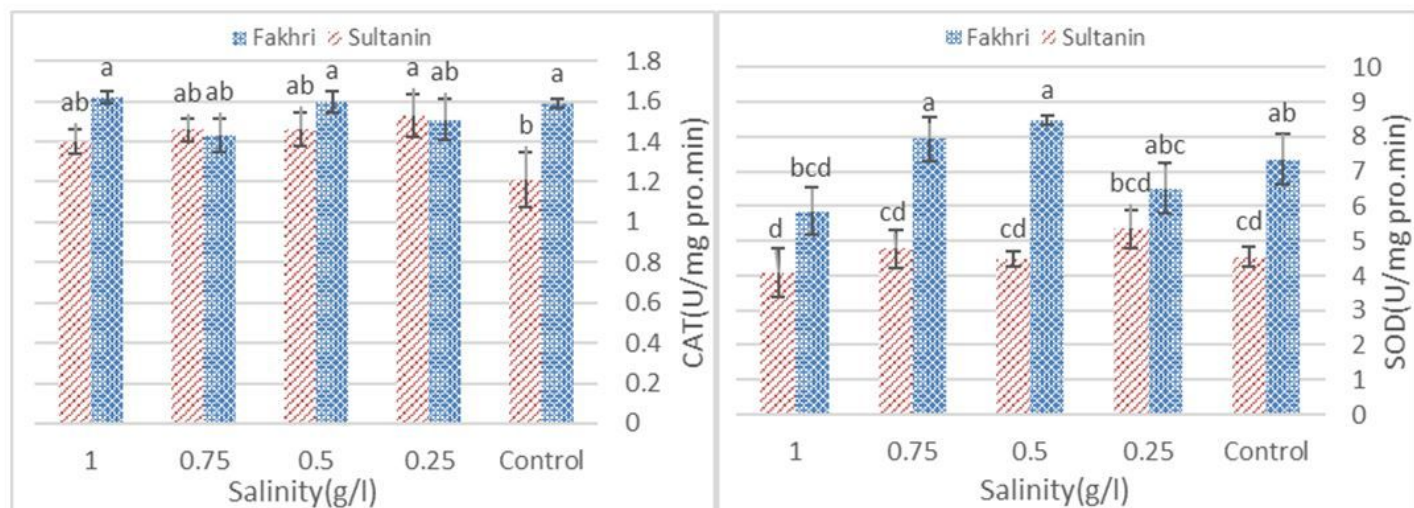 Fakhri Sultanin
1.8
1.6
1.4
1.2
1
0.8
0.6
0.4
0.2
0
CAT(U/mg pro.min)
ab a ab ab ab a a ab b a
1 0.75 0.5 0.25 Control
Salinity(g/l)
Fakhri Sultanin
10
9
8
7
6
5
4
3
2
1
0
SOD(U/mg pro.min)
d bcd cd a cd a bcd abc cd ab
1 0.75 0.5 0.25 Control
Salinity(g/l)